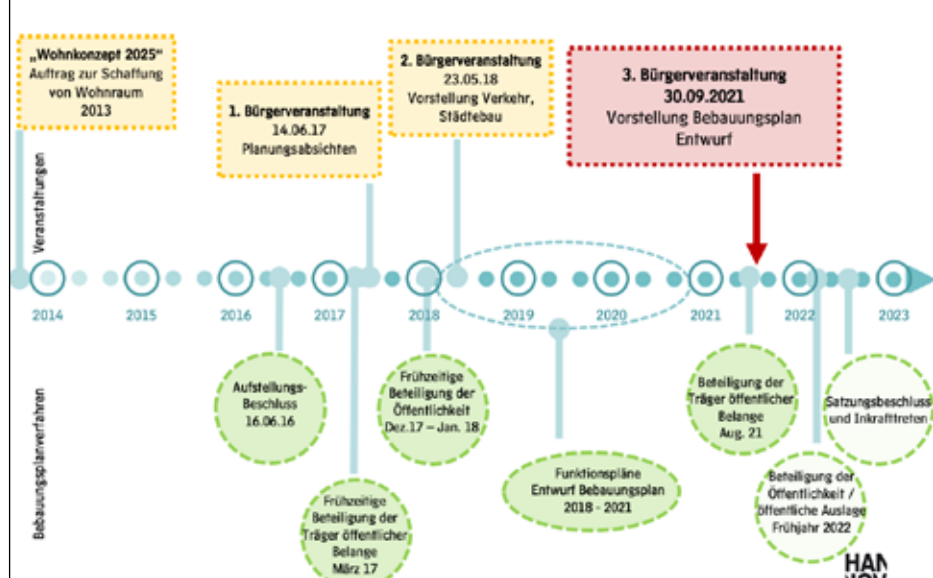 „Wohnkonzept 2025“
Auftrag zur Schaffung
von Wohnraum
2013
1. Bürgerveranstaltung
14.06.17
Planungsabsichten
2. Bürgerveranstaltung
23.05.18
Vorstellung Verkehr,
Städtebau
3. Bürgerveranstaltung
30.09.2021
Vorstellung Bebauungsplan
Entwurf
Veranstaltungen
2014
2015
2016
2017
2018
2019
2020
2021
2022
2023
Bebauungsplanverfahren
Aufstellungs-
Beschluss
16.06.16
Frühzeitige
Beteiligung der
Träger öffentlicher
Belange
März 17
Frühzeitige
Beteiligung der
Öffentlichkeit
Dez.17 – Jan. 18
Funktionspläne
Entwurf Bebauungsplan
2018 - 2021
Beteiligung der
Träger öffentlicher
Belange
Aug. 21
Beteiligung der
Öffentlichkeit /
öffentliche Auslage
Frühjahr 2022
Satzungsbeschluss
und Inkrafttreten
HAN